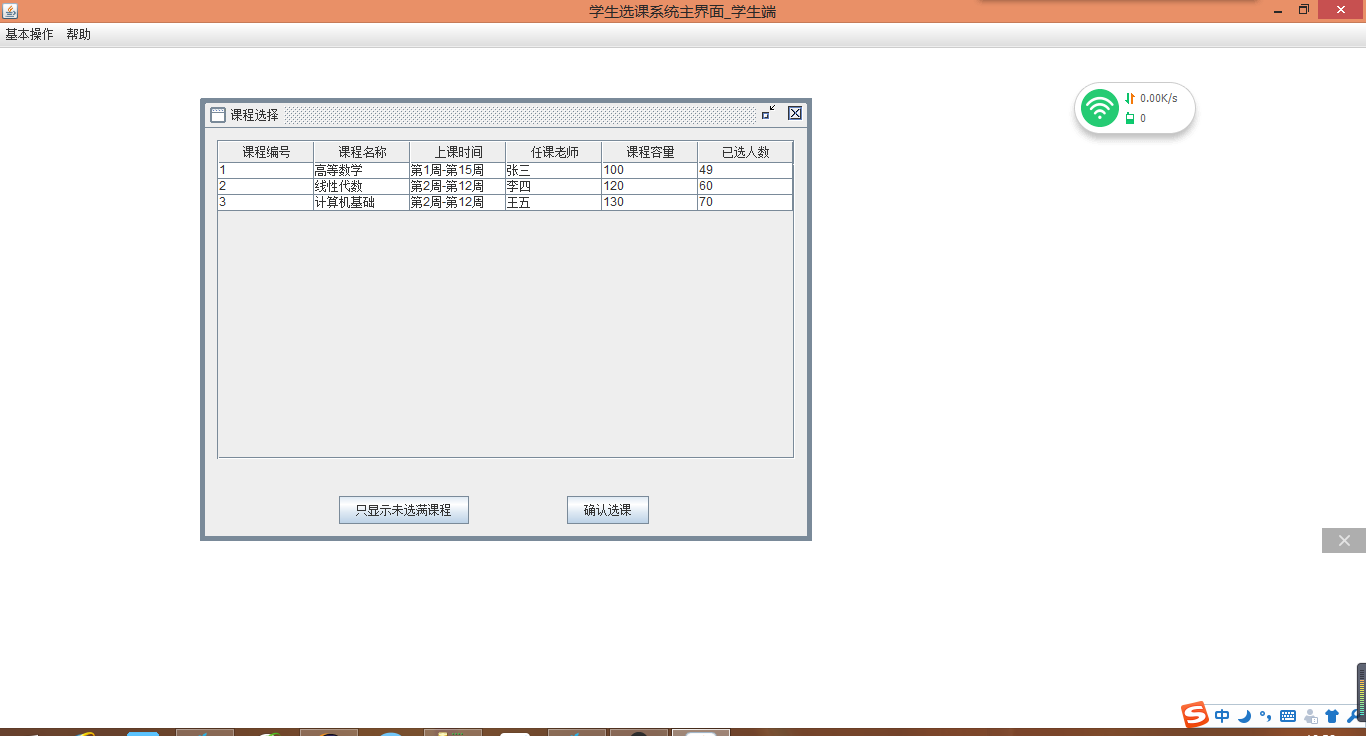 学生选课系统主界面_学生端
基本操作 帮助
0.00K/s
0
课程选择
课程编号 课程名称 上课时间 任课老师 课程容量 已选人数
1 高等数学 第1周-第15周 张三 100 49
2 线性代数 第2周-第12周 李四 120 60
3 计算机基础 第2周-第12周 王五 130 70
只显示未选满课程 确认选课
S 中